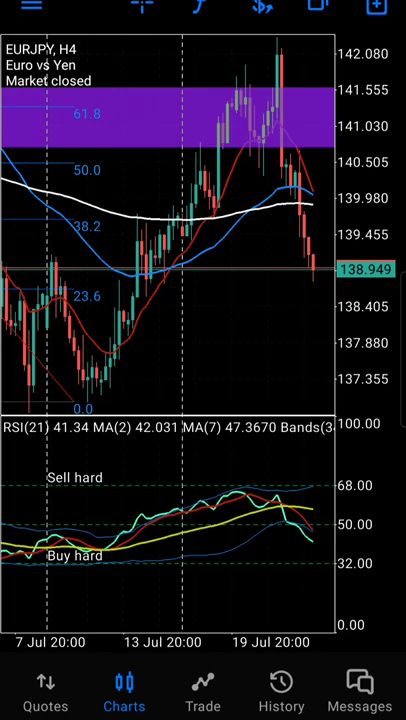 EURJPY, H4
Euro vs Yen
Market closed
142.080
141.555
141.030
140.505
139.980
139.455
138.949
138.405
137.880
137.355
61.8
50.0
38.2
23.6
0.0
RSI(21) 41.34 MA(2) 42.031 MA(7) 47.3670 Bands(3
100.00
Sell hard
68.00
50.00
Buy hard
32.00
0.00
7 Jul 20:00
13 Jul 20:00
19 Jul 20:00
Quotes
Charts
Trade
History
Messages